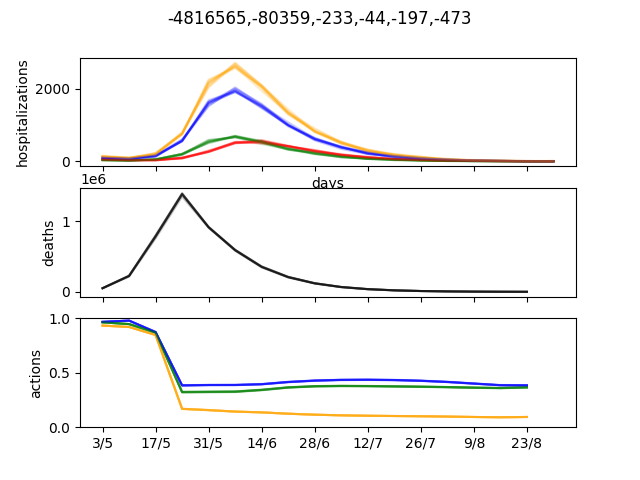 -4816565,-80359,-233,-44,-197,-473
hospitalizations
2000
0
days
1e6
deaths
1
0
actions
1.0
0.5
0.0
3/5 17/5 31/5 14/6 28/6 12/7 26/7 9/8 23/8